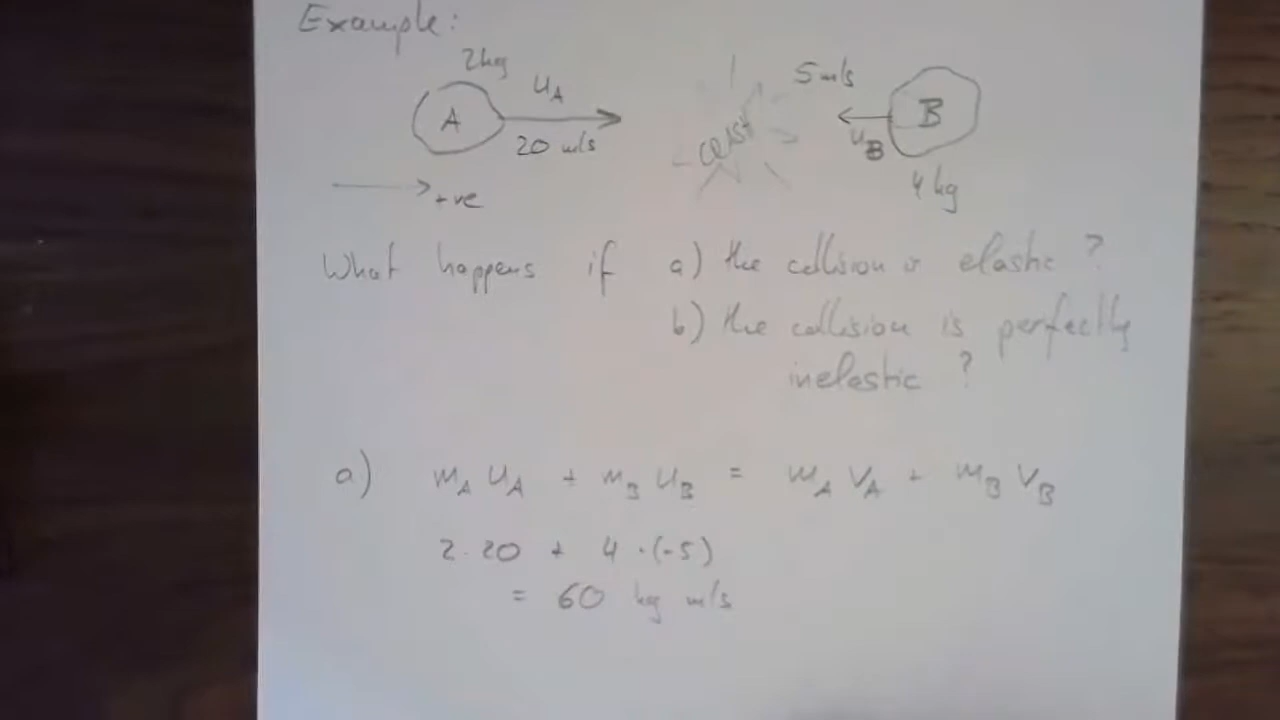 Example:
2kg
A
u_A
20 m/s
+ve
CRASH
5 m/s
u_B
B
4 kg
What happens if a) the collision is elastic ?
b) the collision is perfectly
inelastic ?
a) m_A u_A + m_B u_B = m_A v_A + m_B v_B
2·20 + 4·(-5)
= 60 kg m/s